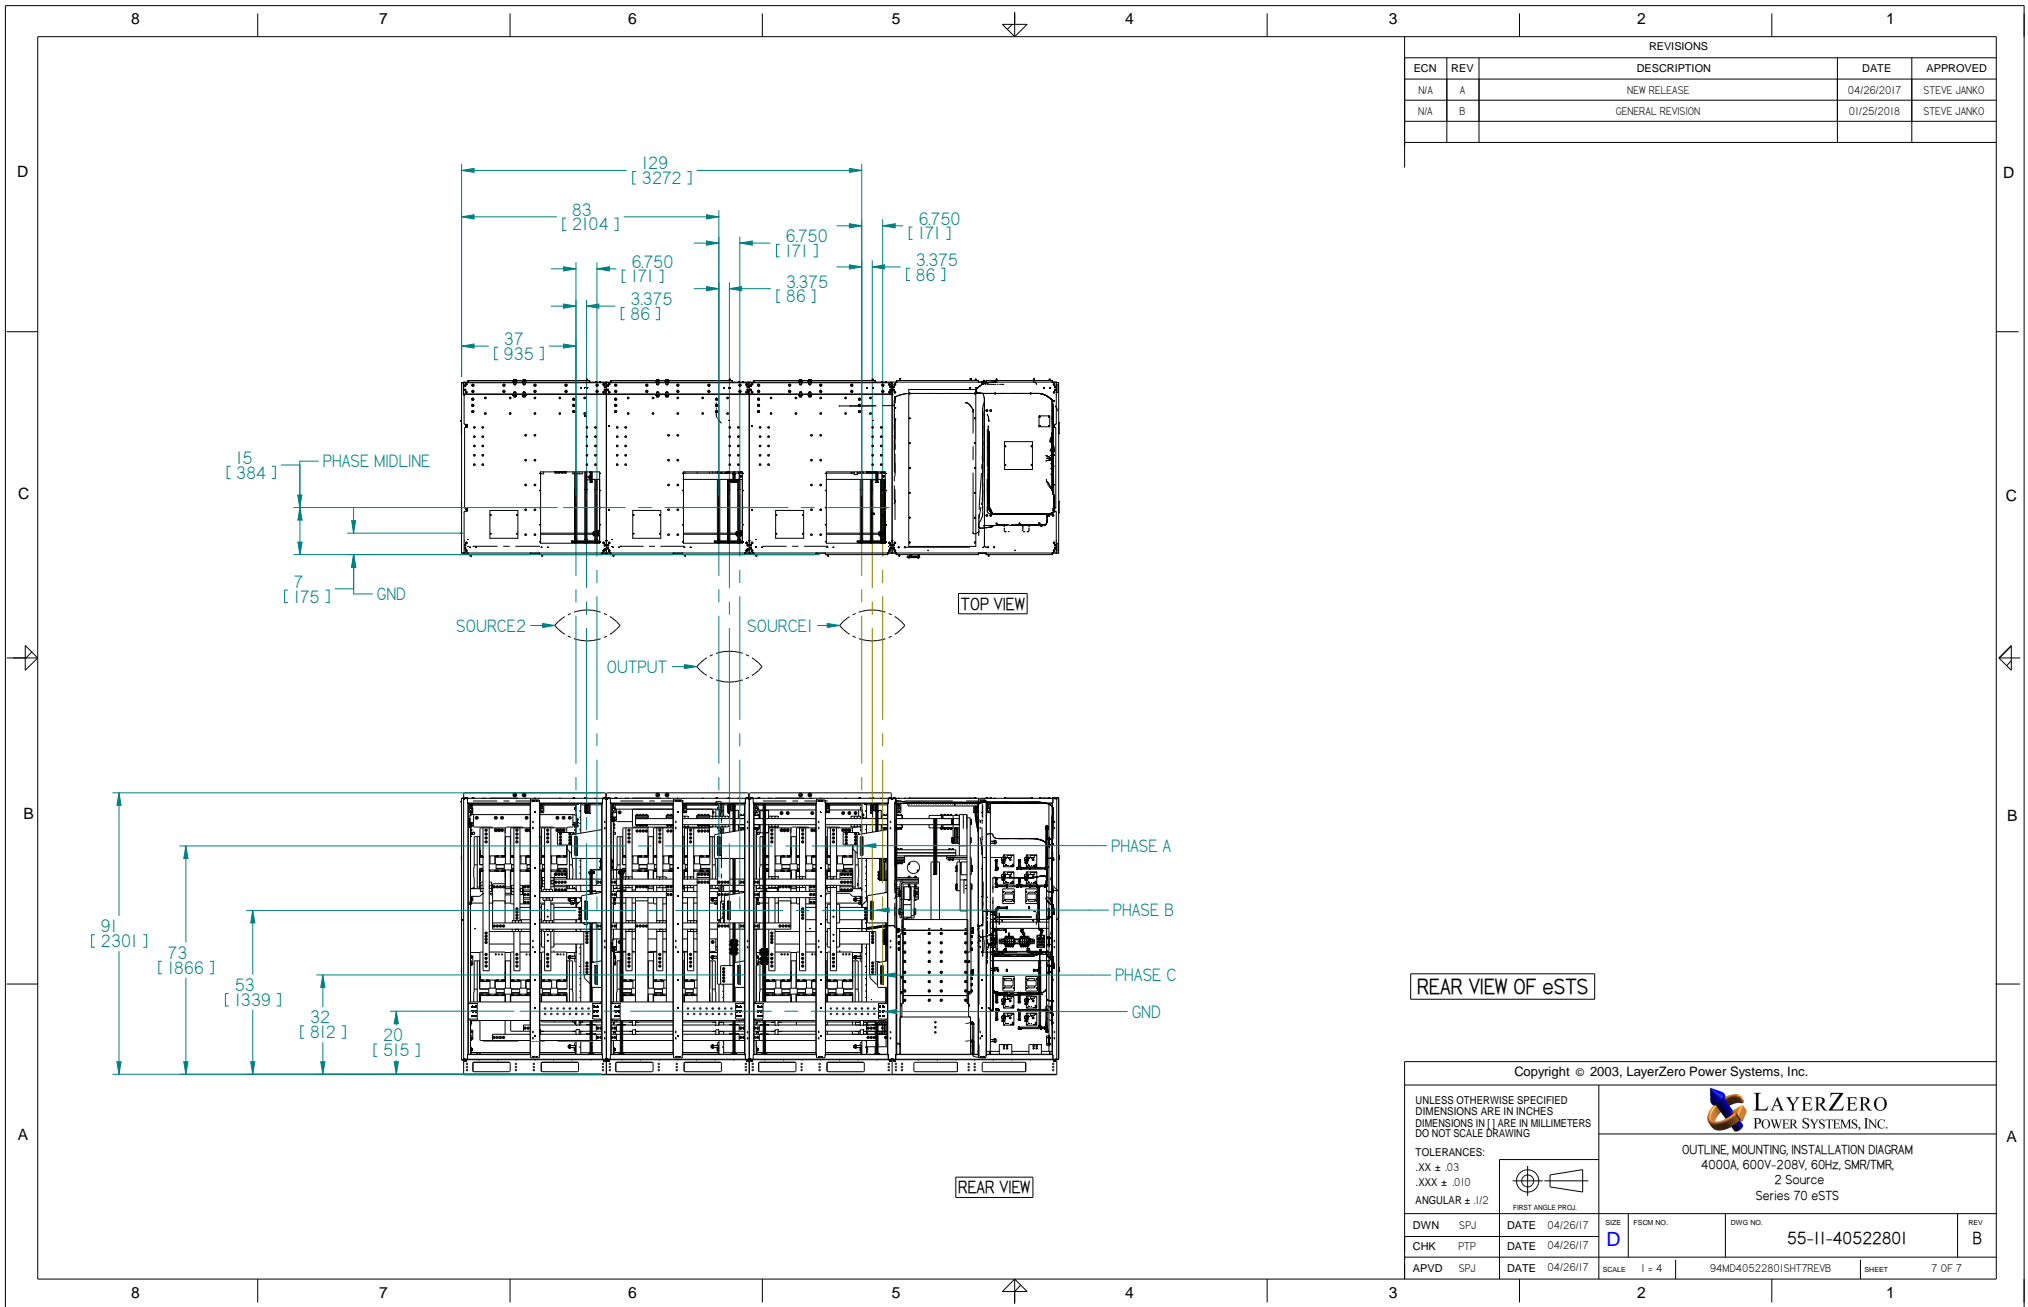 8 7 6 5 4 3 2 1
REVISIONS
ECN REV DESCRIPTION DATE APPROVED
N/A A NEW RELEASE 04/26/2017 STEVE JANKO
N/A B GENERAL REVISION 01/25/2018 STEVE JANKO
D D
129
[ 3272 ]
83
[ 2104 ]
6.750
[ 171 ]
6.750
[ 171 ]
6.750
[ 171 ]
3.375
[ 86 ]
3.375
[ 86 ]
3.375
[ 86 ]
37
[ 935 ]
15
[ 384 ]
PHASE MIDLINE
C C
7
[ 175 ]
GND
TOP VIEW
SOURCE2
SOURCE1
OUTPUT
B B
PHASE A
PHASE B
PHASE C
GND
91
[ 2301 ]
73
[ 1866 ]
53
[ 1339 ]
32
[ 812 ]
20
[ 515 ]
REAR VIEW OF eSTS
REAR VIEW
A A
Copyright © 2003, LayerZero Power Systems, Inc.
UNLESS OTHERWISE SPECIFIED
DIMENSIONS ARE IN INCHES
DIMENSIONS IN [ ] ARE IN MILLIMETERS
DO NOT SCALE DRAWING
TOLERANCES:
.XX ± .03
.XXX ± .010
ANGULAR ± .1/2
FIRST ANGLE PROJ.
LAYERZERO
POWER SYSTEMS, INC.
OUTLINE, MOUNTING, INSTALLATION DIAGRAM
4000A, 600V-208V, 60Hz, SMR/TMR,
2 Source
Series 70 eSTS
DWN SPJ DATE 04/26/17
CHK PTP DATE 04/26/17
APVD SPJ DATE 04/26/17
SIZE D
FSCM NO.
DWG NO. 55-11-40522801
REV B
SCALE 1 = 4
94MD40522801SHT7REVB
SHEET 7 OF 7
8 7 6 5 4 3 2 1